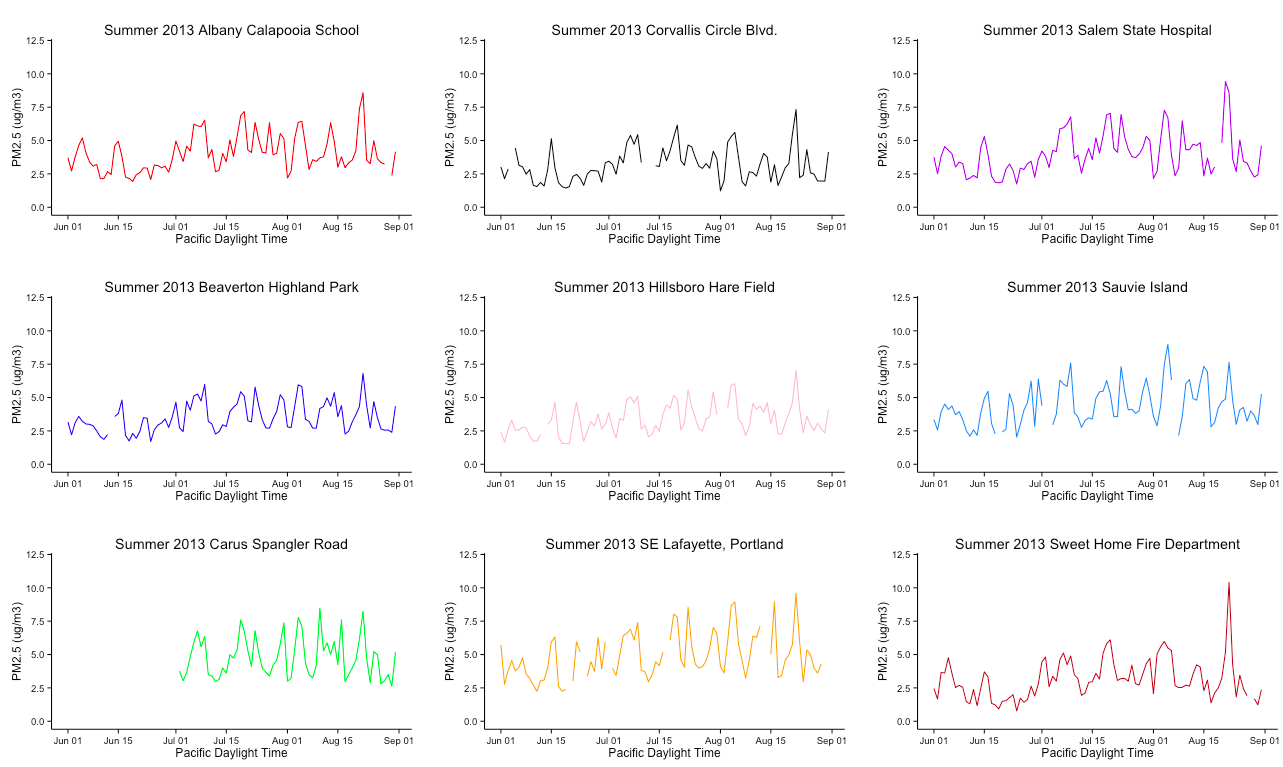 Summer 2013 Albany Calapooia School
12.5
10.0
7.5
5.0
2.5
0.0
PM2.5 (ug/m3)
Jun 01 Jun 15 Jul 01 Jul 15 Aug 01 Aug 15 Sep 01
Pacific Daylight Time
Summer 2013 Corvallis Circle Blvd.
12.5
10.0
7.5
5.0
2.5
0.0
PM2.5 (ug/m3)
Jun 01 Jun 15 Jul 01 Jul 15 Aug 01 Aug 15 Sep 01
Pacific Daylight Time
Summer 2013 Salem State Hospital
12.5
10.0
7.5
5.0
2.5
0.0
PM2.5 (ug/m3)
Jun 01 Jun 15 Jul 01 Jul 15 Aug 01 Aug 15 Sep 01
Pacific Daylight Time
Summer 2013 Beaverton Highland Park
12.5
10.0
7.5
5.0
2.5
0.0
PM2.5 (ug/m3)
Jun 01 Jun 15 Jul 01 Jul 15 Aug 01 Aug 15 Sep 01
Pacific Daylight Time
Summer 2013 Hillsboro Hare Field
12.5
10.0
7.5
5.0
2.5
0.0
PM2.5 (ug/m3)
Jun 01 Jun 15 Jul 01 Jul 15 Aug 01 Aug 15 Sep 01
Pacific Daylight Time
Summer 2013 Sauvie Island
12.5
10.0
7.5
5.0
2.5
0.0
PM2.5 (ug/m3)
Jun 01 Jun 15 Jul 01 Jul 15 Aug 01 Aug 15 Sep 01
Pacific Daylight Time
Summer 2013 Carus Spangler Road
12.5
10.0
7.5
5.0
2.5
0.0
PM2.5 (ug/m3)
Jun 01 Jun 15 Jul 01 Jul 15 Aug 01 Aug 15 Sep 01
Pacific Daylight Time
Summer 2013 SE Lafayette, Portland
12.5
10.0
7.5
5.0
2.5
0.0
PM2.5 (ug/m3)
Jun 01 Jun 15 Jul 01 Jul 15 Aug 01 Aug 15 Sep 01
Pacific Daylight Time
Summer 2013 Sweet Home Fire Department
12.5
10.0
7.5
5.0
2.5
0.0
PM2.5 (ug/m3)
Jun 01 Jun 15 Jul 01 Jul 15 Aug 01 Aug 15 Sep 01
Pacific Daylight Time